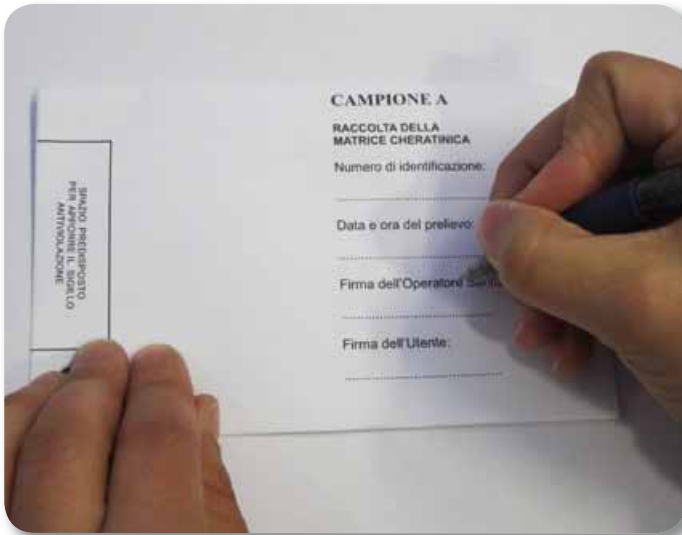 CAMPIONE A
RACCOLTA DELLA
MATRICE CHERATINICA
Numero di identificazione:
Data e ora del prelievo:
Firma dell'Operatore
Firma dell'Utente:
SPAZIO PREDISPOSTO
PER APPORRE IL SIGILLO
ANTIVIOLAZIONE